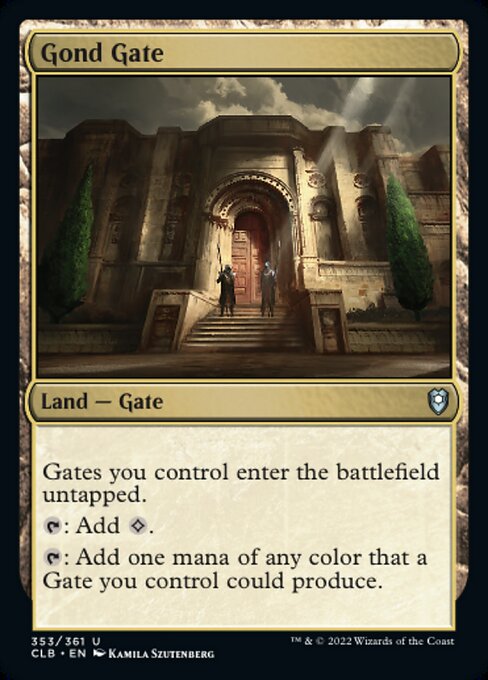 Gond Gate
Land — Gate
Gates you control enter the battlefield
untapped.
: Add .
: Add one mana of any color that a
Gate you control could produce.
353/361 U
CLB • EN Kamila Szutenberg
™ & © 2022 Wizards of the Coast